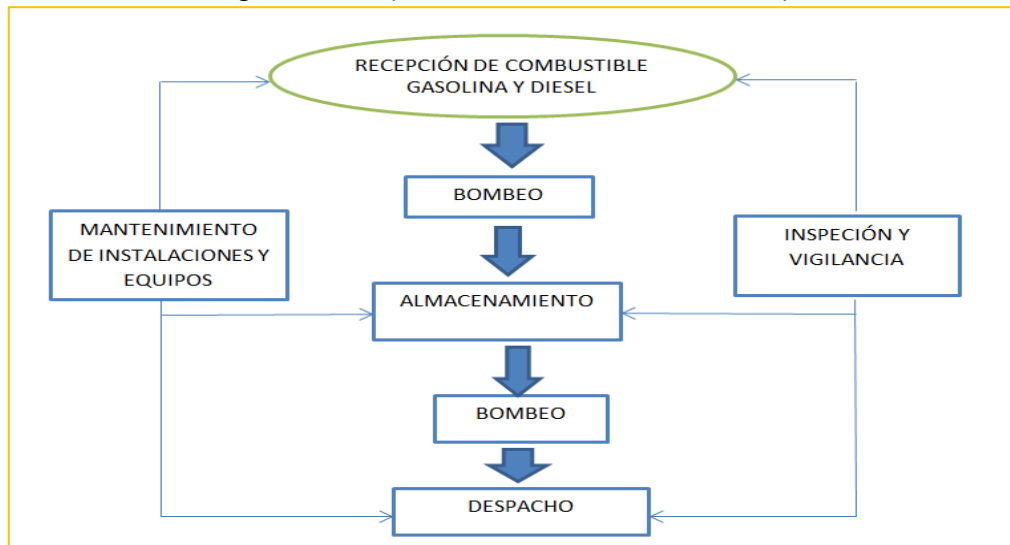 RECEPCIÓN DE COMBUSTIBLE
GASOLINA Y DIESEL
BOMBEO
MANTENIMIENTO
DE INSTALACIONES Y
EQUIPOS
INSPECIÓN Y
VIGILANCIA
ALMACENAMIENTO
BOMBEO
DESPACHO